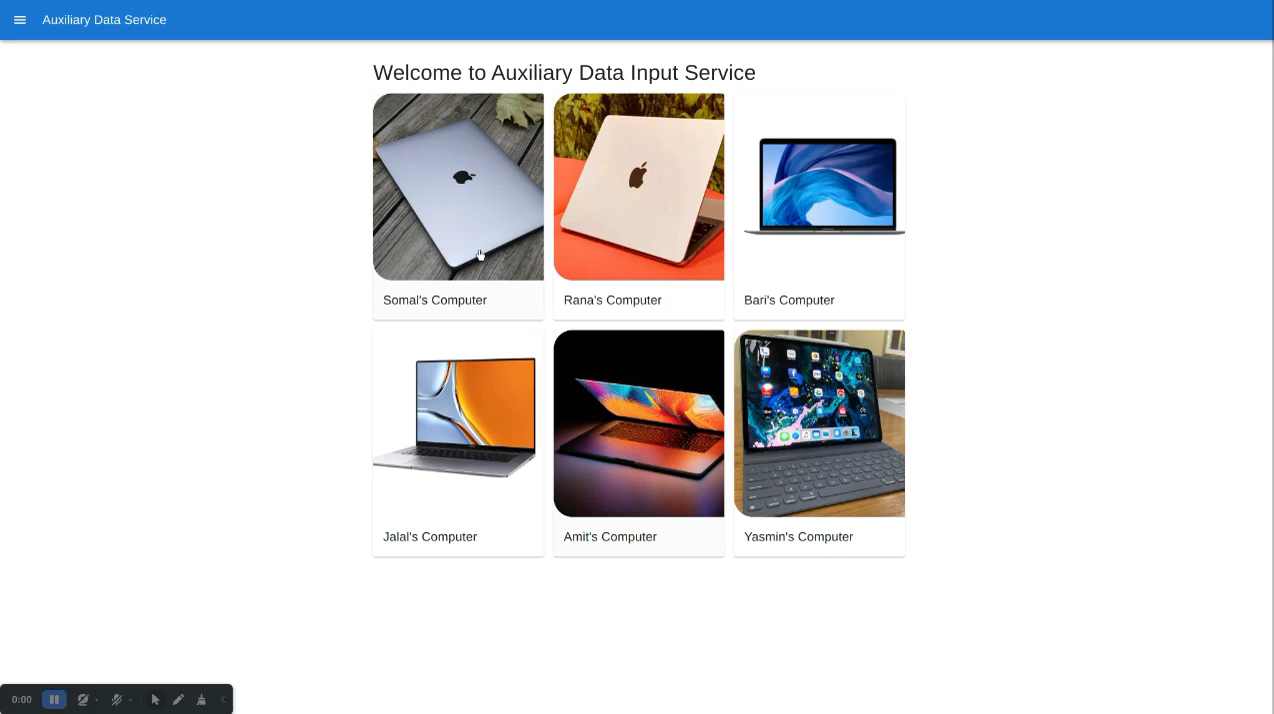 Auxiliary Data Service
Welcome to Auxiliary Data Input Service
Somal's Computer
Rana's Computer
Bari's Computer
Jalal's Computer
Amit's Computer
Yasmin's Computer
0:00